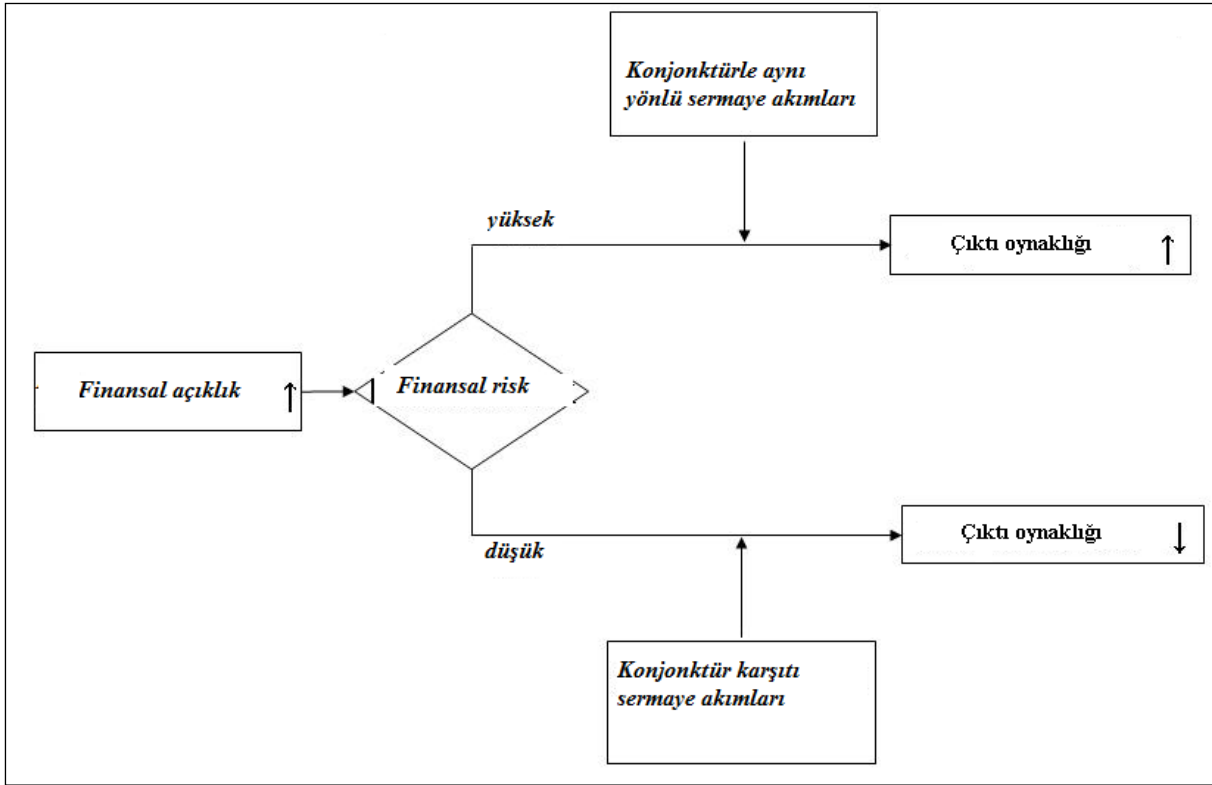 Konjonktürle aynı
yönlü sermaye akımları
yüksek
Çıktı oynaklığı ↑
Finansal açıklık ↑
Finansal risk
düşük
Çıktı oynaklığı ↓
Konjonktür karşıtı
sermaye akımları